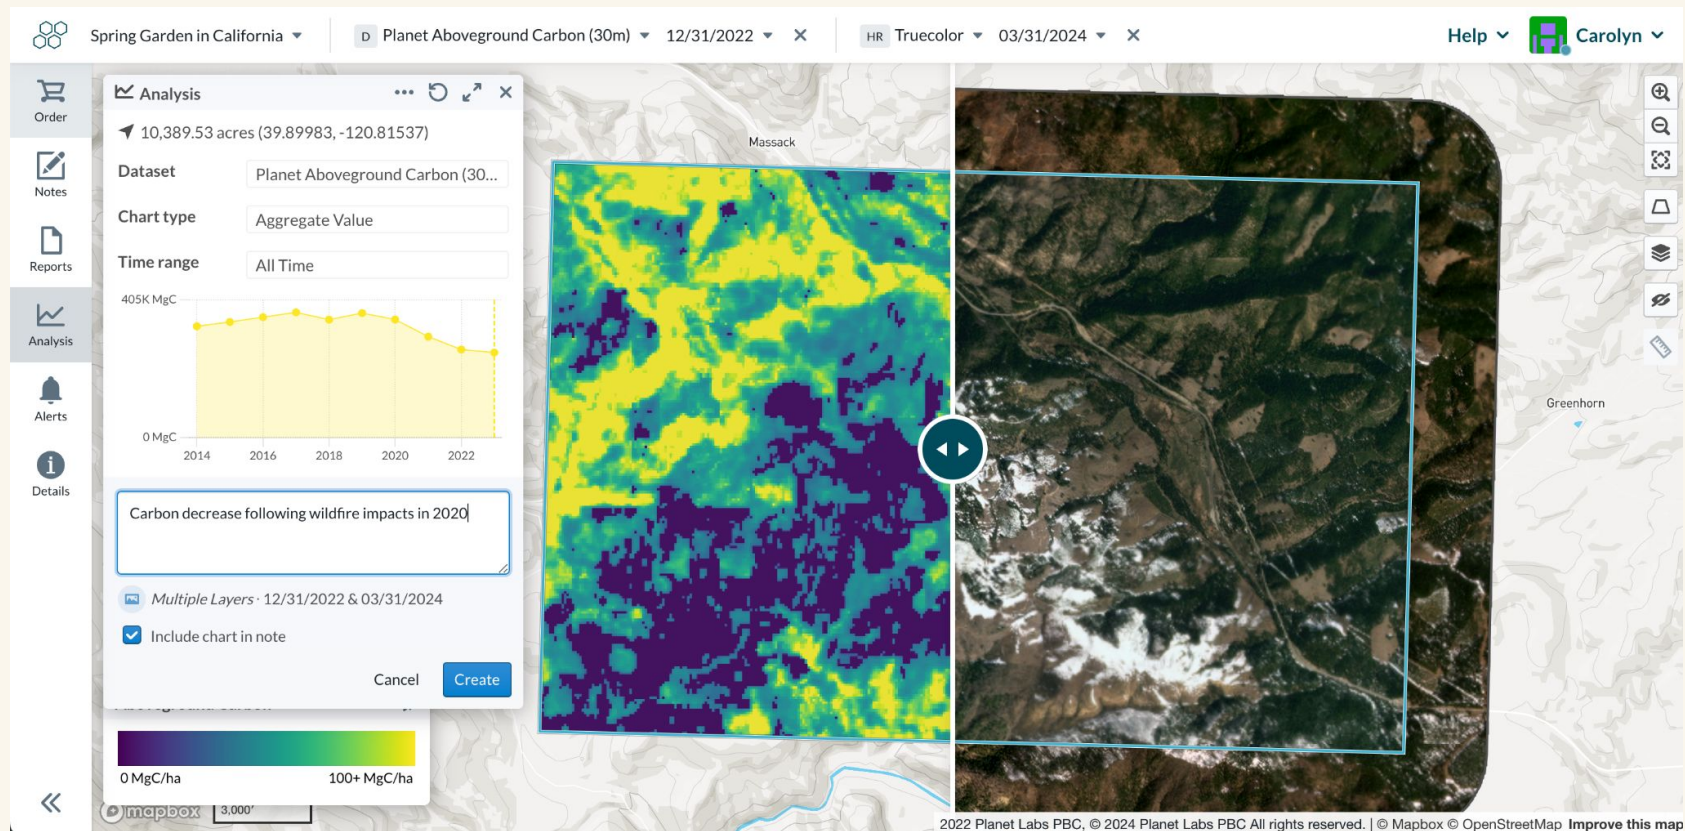 Spring Garden in California
D Planet Aboveground Carbon (30m) 12/31/2022
HR Truecolor 03/31/2024
Help
Carolyn
Order
Notes
Reports
Analysis
Alerts
Details
Analysis
10,389.53 acres (39.89983, -120.81537)
Dataset Planet Aboveground Carbon (30...
Chart type Aggregate Value
Time range All Time
405K MgC
0 MgC
2014 2016 2018 2020 2022
Carbon decrease following wildfire impacts in 2020
Multiple Layers · 12/31/2022 & 03/31/2024
Include chart in note
Cancel Create
0 MgC/ha 100+ MgC/ha
mapbox
3,000'
Massack
Greenhorn
2022 Planet Labs PBC, © 2024 Planet Labs PBC All rights reserved. | © Mapbox © OpenStreetMap Improve this map